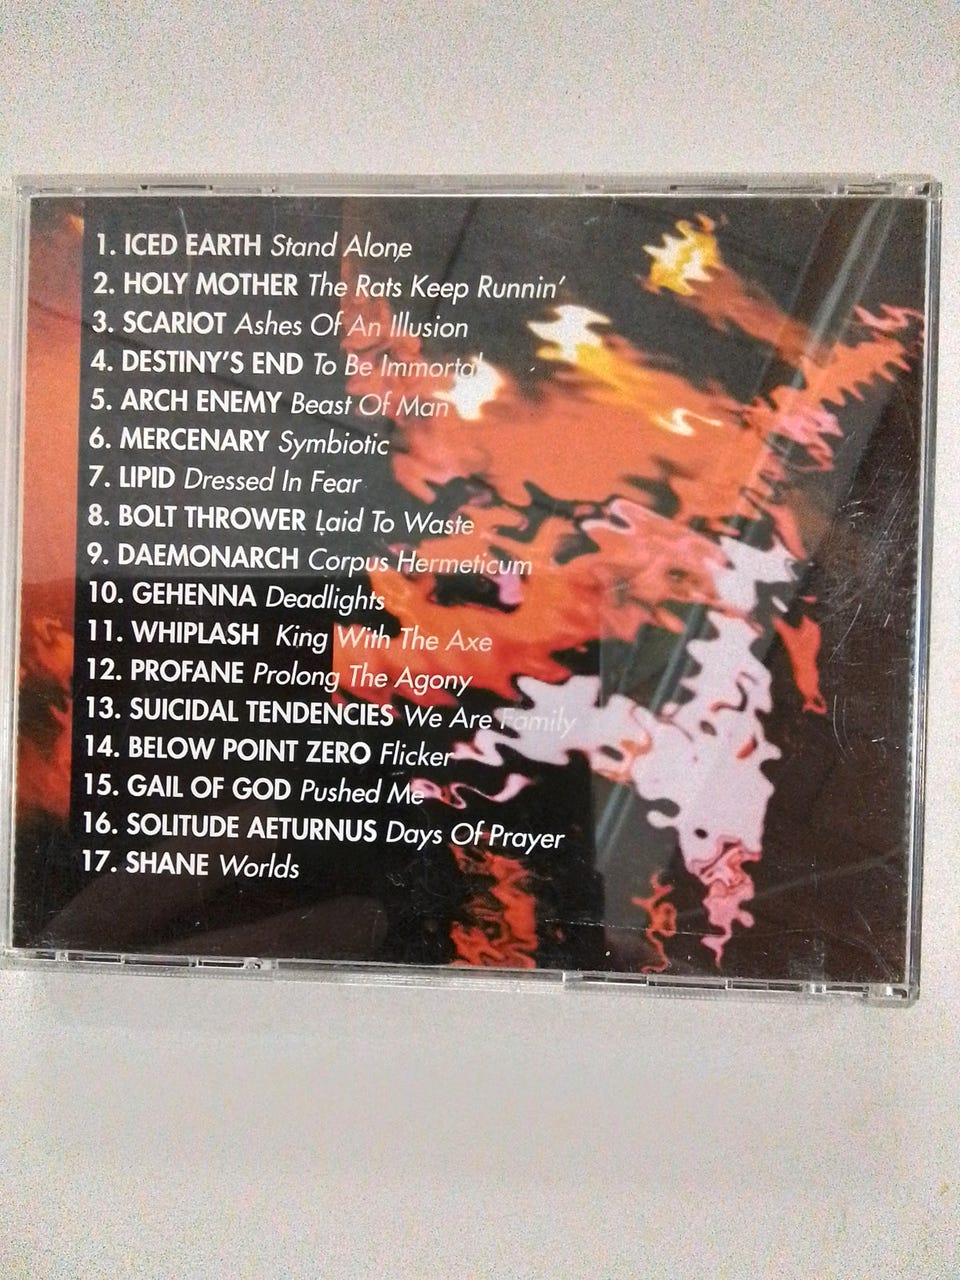 1. ICED EARTH Stand Alone
2. HOLY MOTHER The Rats Keep Runnin'
3. SCARIOT Ashes Of An Illusion
4. DESTINY'S END To Be Immortal
5. ARCH ENEMY Beast Of Man
6. MERCENARY Symbiotic
7. LIPID Dressed In Fear
8. BOLT THROWER Laid To Waste
9. DAEMONARCH Corpus Hermeticum
10. GEHENNA Deadlights
11. WHIPLASH King With The Axe
12. PROFANE Prolong The Agony
13. SUICIDAL TENDENCIES We Are Family
14. BELOW POINT ZERO Flicker
15. GAIL OF GOD Pushed Me
16. SOLITUDE AETURNUS Days Of Prayer
17. SHANE Worlds